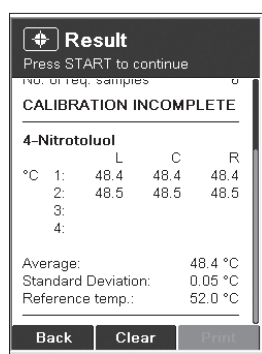 Result
Press START to continue
No. of req. samples 6
CALIBRATION INCOMPLETE
4-Nitrotoluol
L C R
°C 1: 48.4 48.4 48.4
2: 48.5 48.5 48.5
3:
4:
Average: 48.4 °C
Standard Deviation: 0.05 °C
Reference temp.: 52.0 °C
Back Clear Print